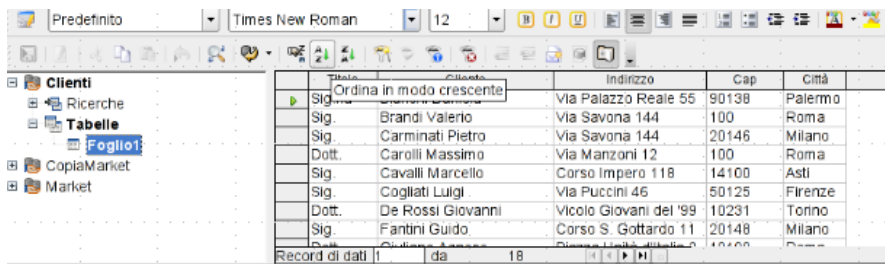 Predefinito Times New Roman 12
Clienti
Ricerche
Tabelle
Foglio1
CopiaMarket
Market
Titolo Cliente Indirizzo Cap Città
Ordina in modo crescente
Via Palazzo Reale 55 90138 Palermo
Sig. Brandi Valerio Via Savona 144 100 Roma
Sig. Carminati Pietro Via Savona 144 20146 Milano
Dott. Carolli Massimo Via Manzoni 12 100 Roma
Sig. Cavalli Marcello Corso Impero 118 14100 Asti
Sig. Cogliati Luigi Via Puccini 46 50125 Firenze
Dott. De Rossi Giovanni Vicolo Giovani del '99 10231 Torino
Sig. Fantini Guido Corso S. Gottardo 11 20148 Milano
Record di dati 1 da 18